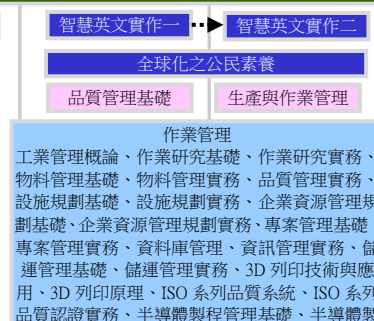 智慧英文實作一 智慧英文實作二
全球化之公民素養
品質管理基礎 生產與作業管理
作業管理
工業管理概論、作業研究基礎、作業研究實務、
物料管理基礎、物料管理實務、品質管理實務、
設施規劃基礎、設施規劃實務、企業資源管理規
劃基礎、企業資源管理規劃實務、專案管理基礎
專案管理實務、資料庫管理、資訊管理實務、儲
運管理基礎、儲運管理實務、3D 列印技術與應
用、3D 列印原理、ISO 系列品質系統、ISO 系列
品質認證實務、半導體製程管理基礎、半導體製